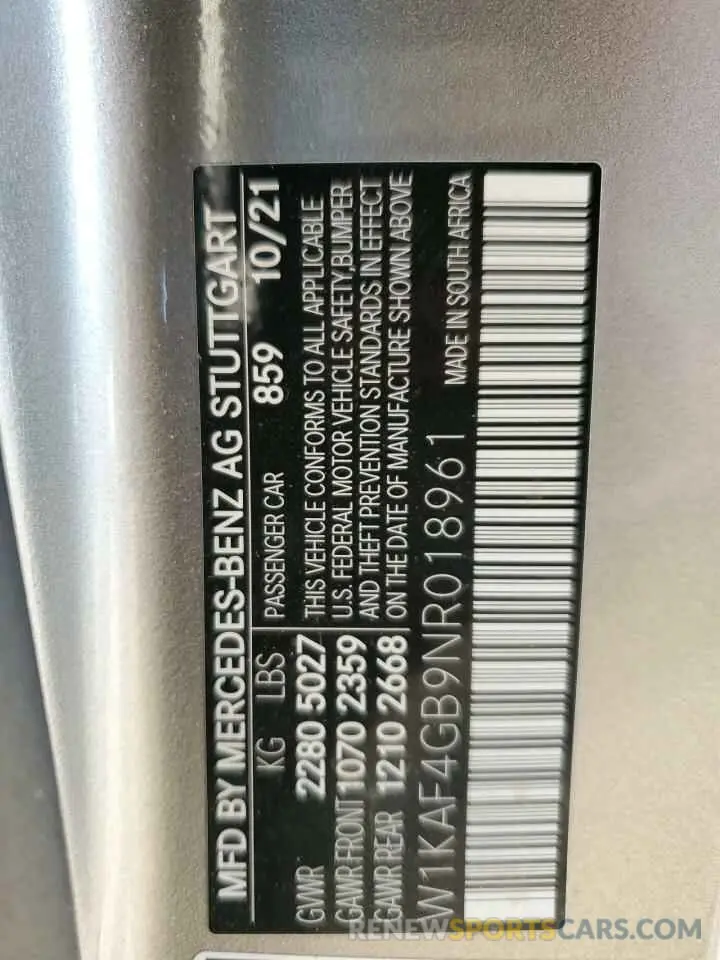 MFD BY MERCEDES-BENZ AG STUTTGART
KG LBS PASSENGER CAR 859 10/21
GVWR 2280 5027 THIS VEHICLE CONFORMS TO ALL APPLICABLE
GAWR FRONT 1070 2359 U.S. FEDERAL MOTOR VEHICLE SAFETY,BUMPER
GAWR REAR 1210 2668 AND THEFT PREVENTION STANDARDS IN EFFECT
ON THE DATE OF MANUFACTURE SHOWN ABOVE
W1KAF4GB9NR018961 MADE IN SOUTH AFRICA
RENEWSPORTSCARS.COM